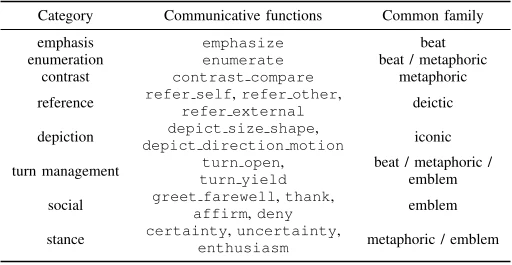 Category Communicative functions Common family
emphasis emphasize beat
enumeration enumerate beat / metaphoric
contrast contrast_compare metaphoric
reference refer_self, refer_other, refer_external deictic
depiction depict_size_shape, depict_direction_motion iconic
turn management turn_open, turn_yield beat / metaphoric / emblem
social greet_farewell, thank, affirm, deny emblem
stance certainty, uncertainty, enthusiasm metaphoric / emblem